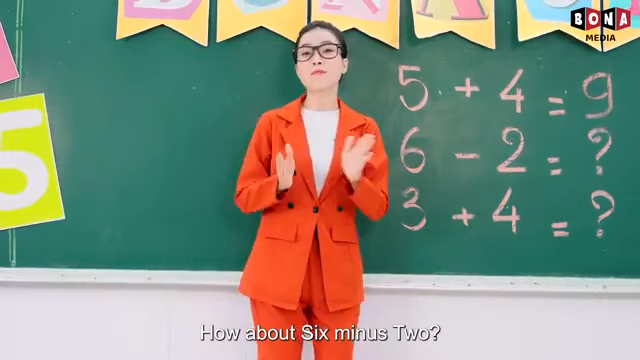 BONA
MEDIA
5
5 + 4 = 9
6 - 2 = ?
3 + 4 = ?
How about Six minus Two?